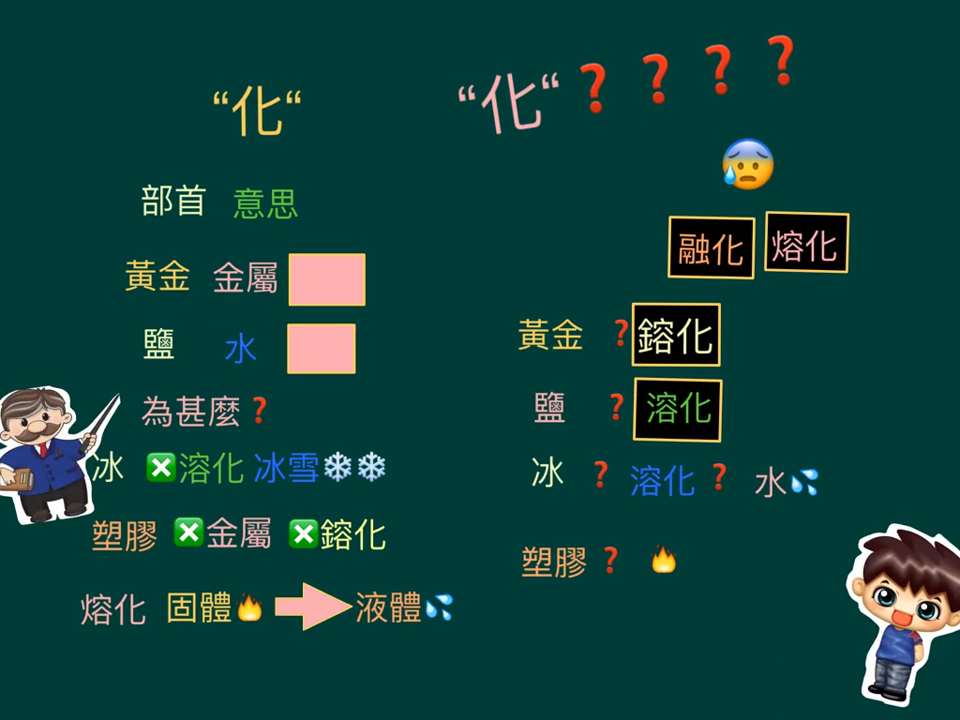 “化“
部首 意思
黃金 金屬
鹽 水
為甚麼❓
冰 ❎溶化 冰雪❄❄
塑膠 ❎金屬 ❎鎔化
熔化 固體🔥 液體💦
“化“❓❓❓❓
😰
融化 熔化
黃金 ❓鎔化
鹽 ❓溶化
冰 ❓溶化❓ 水💦
塑膠❓ 🔥